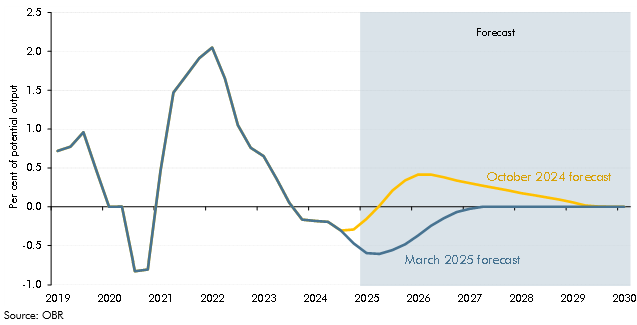 2.5
2.0
1.5
1.0
0.5
0.0
-0.5
-1.0
Per cent of potential output
Forecast
October 2024 forecast
March 2025 forecast
2019 2020 2021 2022 2023 2024 2025 2026 2027 2028 2029 2030
Source: OBR